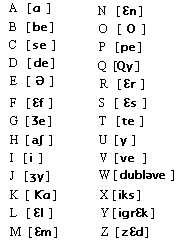 A [ɑ ]
B [be]
C [se ]
D [de]
E [ Ə ]
F [Ɛf]
G [Ʒe]
H [aʃ]
I [i ]
J [ʒy]
K [ Ka]
L [Ɛl ]
M [Ɛm]
N [Ɛn]
O [ O ]
P [pe]
Q [Qy]
R [Ɛr ]
S [Ɛs ]
T [te ]
U [y ]
V [ve ]
W [dubləve ]
X [iks]
Y [igrƐk]
Z [zƐd]